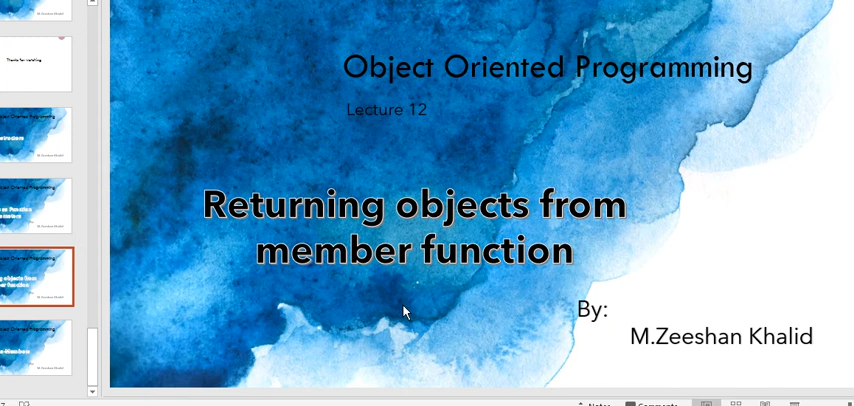 Object Oriented Programming
Lecture 12
Returning objects from
member function
By:
M.Zeeshan Khalid
Thanks for watching
Notes
Comments